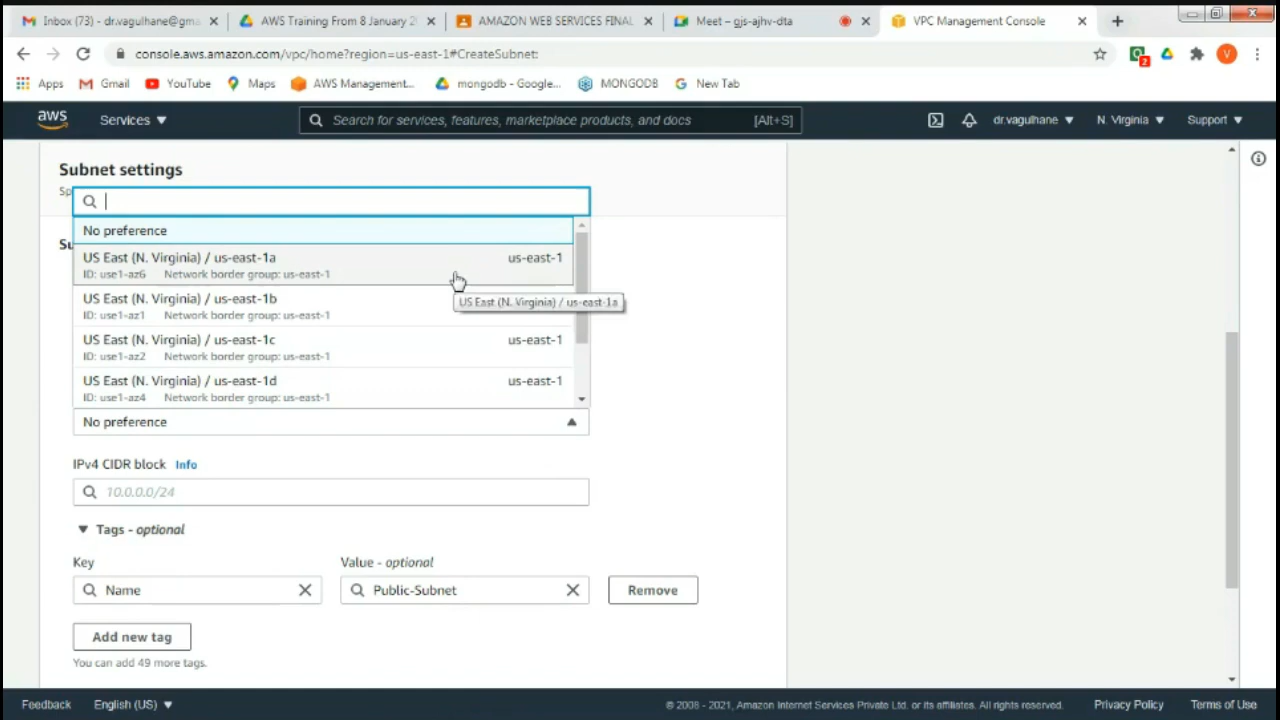 Inbox (73) - dr.vagulhane@gma
AWS Training From 8 January 2
AMAZON WEB SERVICES FINAL
Meet – gjs-ajhv-dta
VPC Management Console
console.aws.amazon.com/vpc/home?region=us-east-1#CreateSubnet:
2
V
Apps
Gmail
YouTube
Maps
AWS Management...
mongodb - Google...
MONGODB
New Tab
aws
Services
Search for services, features, marketplace products, and docs
[Alt+S]
dr.vagulhane
N. Virginia
Support
Subnet settings
Sp
No preference
Su
US East (N. Virginia) / us-east-1a
us-east-1
ID: use1-az6 Network border group: us-east-1
US East (N. Virginia) / us-east-1a
US East (N. Virginia) / us-east-1b
ID: use1-az1 Network border group: us-east-1
US East (N. Virginia) / us-east-1c
us-east-1
ID: use1-az2 Network border group: us-east-1
US East (N. Virginia) / us-east-1d
us-east-1
ID: use1-az4 Network border group: us-east-1
No preference
IPv4 CIDR block Info
10.0.0.0/24
Tags - optional
Key
Value - optional
Name
Public-Subnet
Remove
Add new tag
You can add 49 more tags.
Feedback
English (US)
© 2008 - 2021, Amazon Internet Services Private Ltd. or its affiliates. All rights reserved.
Privacy Policy
Terms of Use